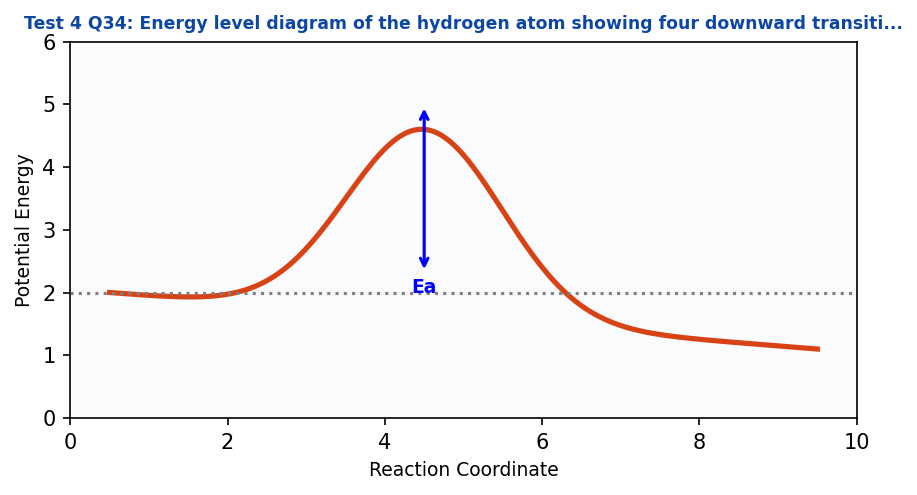 Test 4 Q34: Energy level diagram of the hydrogen atom showing four downward transiti...
6
5
4
3
2
1
0
Potential Energy
Ea
0 2 4 6 8 10
Reaction Coordinate